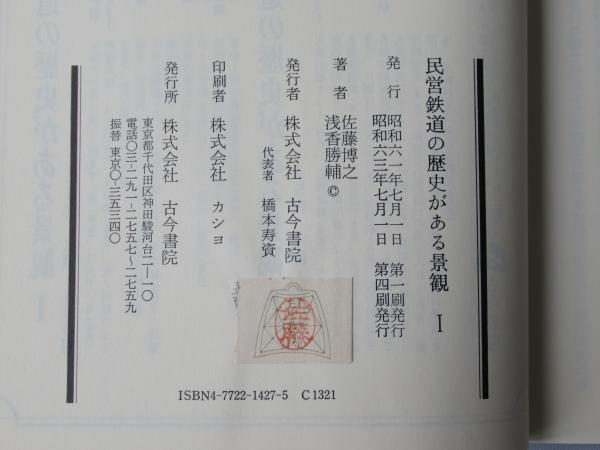 民営鉄道の歴史がある景観 I
発行 昭和六一年七月一日 第一刷発行
昭和六三年七月一日 第四刷発行
著者 佐藤博之
浅香勝輔 ©
発行者 株式会社 古今書院
代表者 橋本寿資
印刷者 株式会社 カショ
発行所 株式会社 古今書院
東京都千代田区神田駿河台二―一〇
電話〇三―二九一―二七五七~二七五九
振替 東京〇―三五三四〇
佐藤
ISBN4-7722-1427-5 C1321